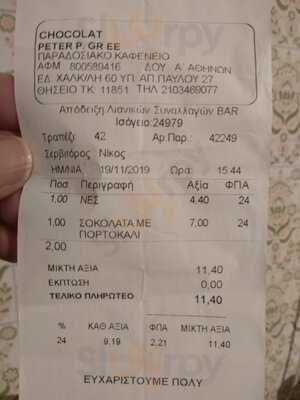 CHOCOLAT
PETER P. GR EE
ΠΑΡΑΔΟΣΙΑΚΟ ΚΑΦΕΝΕΙΟ
ΑΦΜ 800589416 ΔΟΥ Α' ΑΘΗΝΩΝ
ΕΔ. ΧΑΛΚΙΛΗ 60 ΥΠ. ΑΠ.ΠΑΥΛΟΥ 27
ΘΗΣΕΙΟ ΤΚ: 11851 ΤΗΛ 2103469077
Απόδειξη Λιανικών Συναλλαγών BAR
Ισόγειο:24979
Τραπέζι: 42 Αρ.Παρ.: 42249
Σερβιτόρος Νίκος
ΗΜ/ΝΙΑ 19/11/2019 Ώρα: 15:44
Ποσ Περιγραφή Αξία ΦΠΑ
1,00 ΝΕΣ 4,40 24
1,00 ΣΟΚΟΛΑΤΑ ΜΕ 7,00 24
ΠΟΡΤΟΚΑΛΙ
2,00
ΜΙΚΤΗ ΑΞΙΑ 11,40
ΕΚΠΤΩΣΗ 0,00
ΤΕΛΙΚΟ ΠΛΗΡΩΤΕΟ 11,40
% ΚΑΘ ΑΞΙΑ ΦΠΑ ΜΙΚΤΗ ΑΞΙΑ
24 9,19 2,21 11,40
ΕΥΧΑΡΙΣΤΟΥΜΕ ΠΟΛΥ